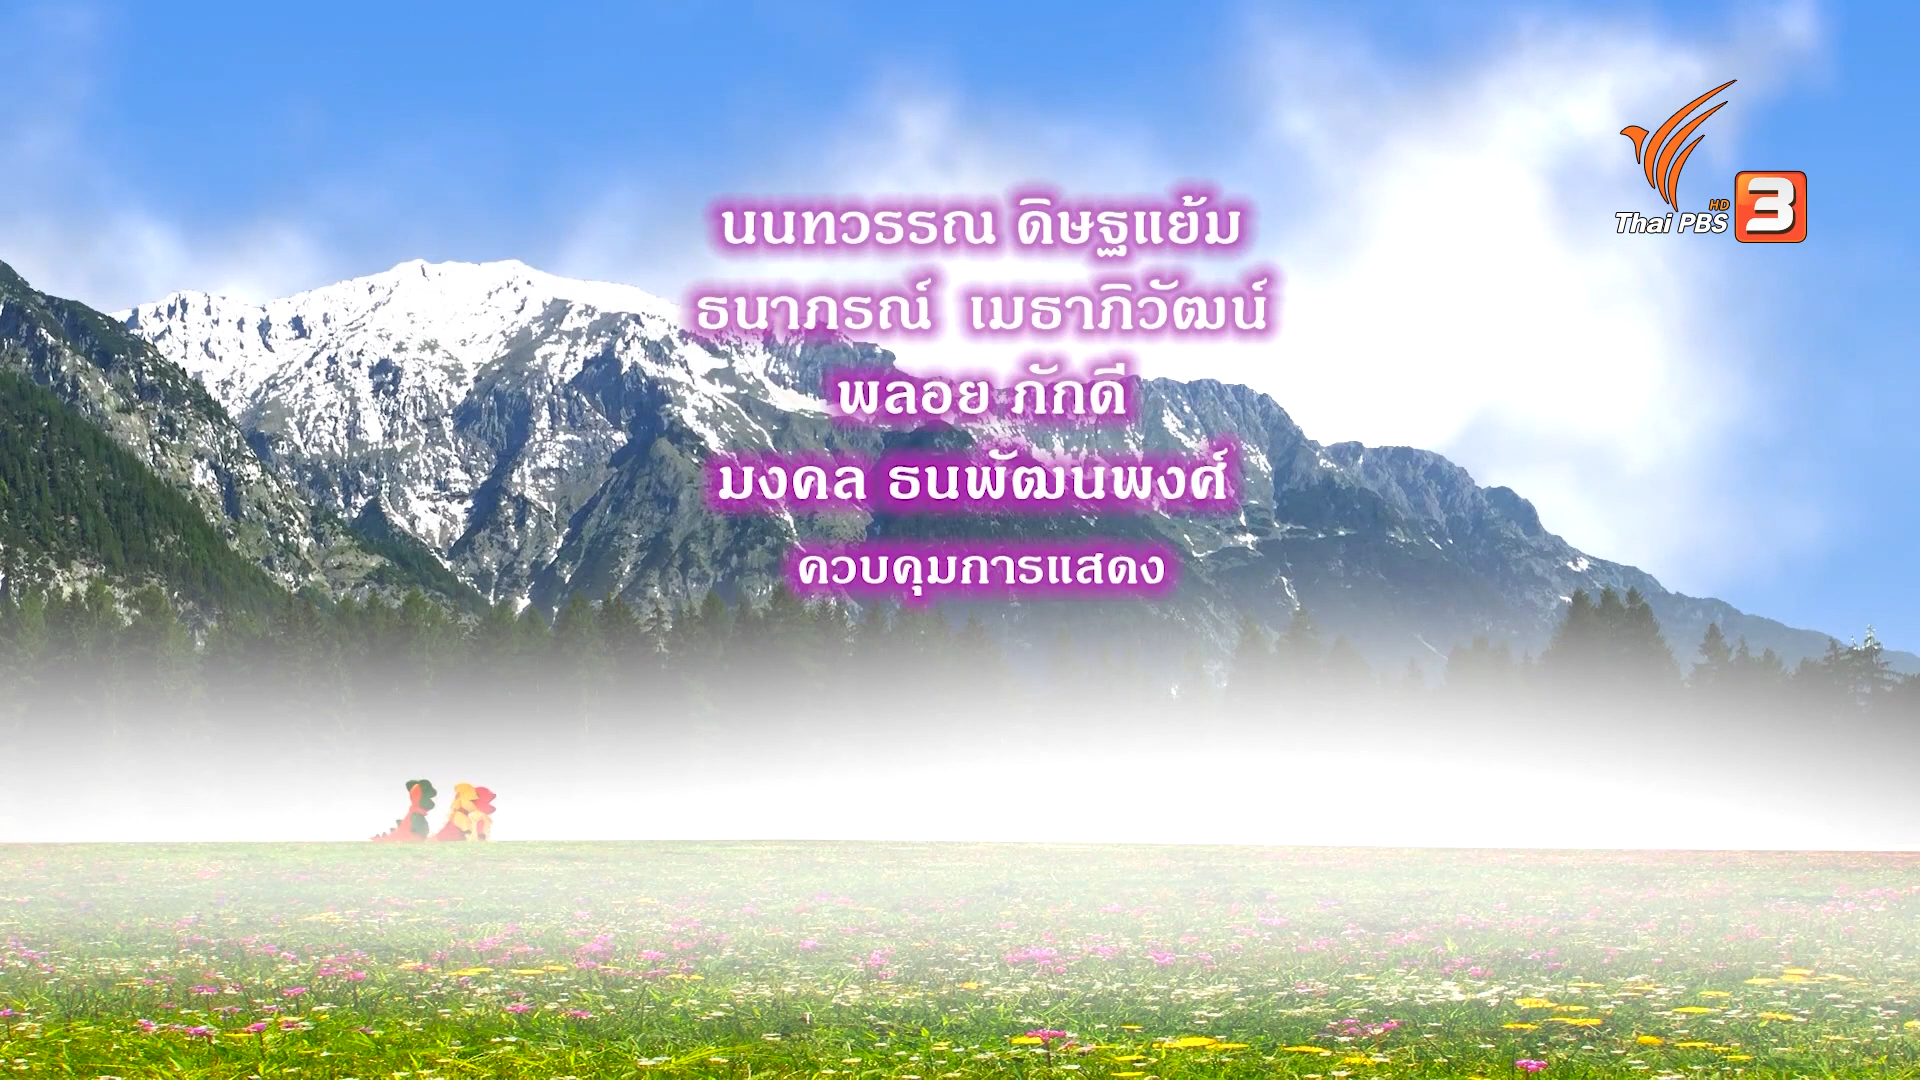 นนทวรรณ ดิษฐแย้ม
ธนาภรณ์ เมธาภิวัฒน์
พลอย ภักดี
มงคล ธนพัฒนพงศ์
ควบคุมการแสดง
HD
Thai PBS 3